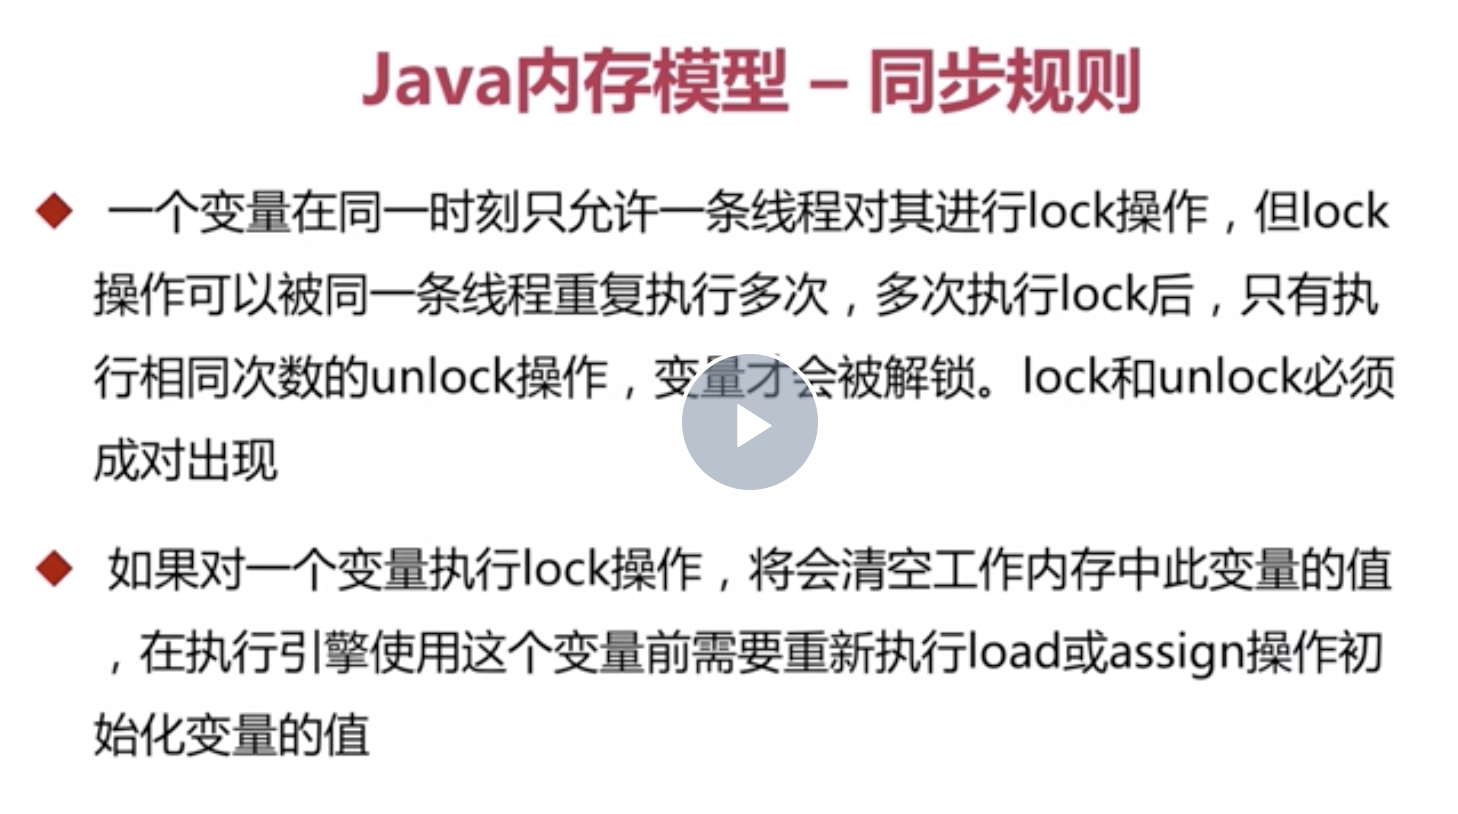 Java内存模型 – 同步规则
一个变量在同一时刻只允许一条线程对其进行lock操作，但lock
操作可以被同一条线程重复执行多次，多次执行lock后，只有执
行相同次数的unlock操作，变量才会被解锁。lock和unlock必须
成对出现
如果对一个变量执行lock操作，将会清空工作内存中此变量的值
，在执行引擎使用这个变量前需要重新执行load或assign操作初
始化变量的值